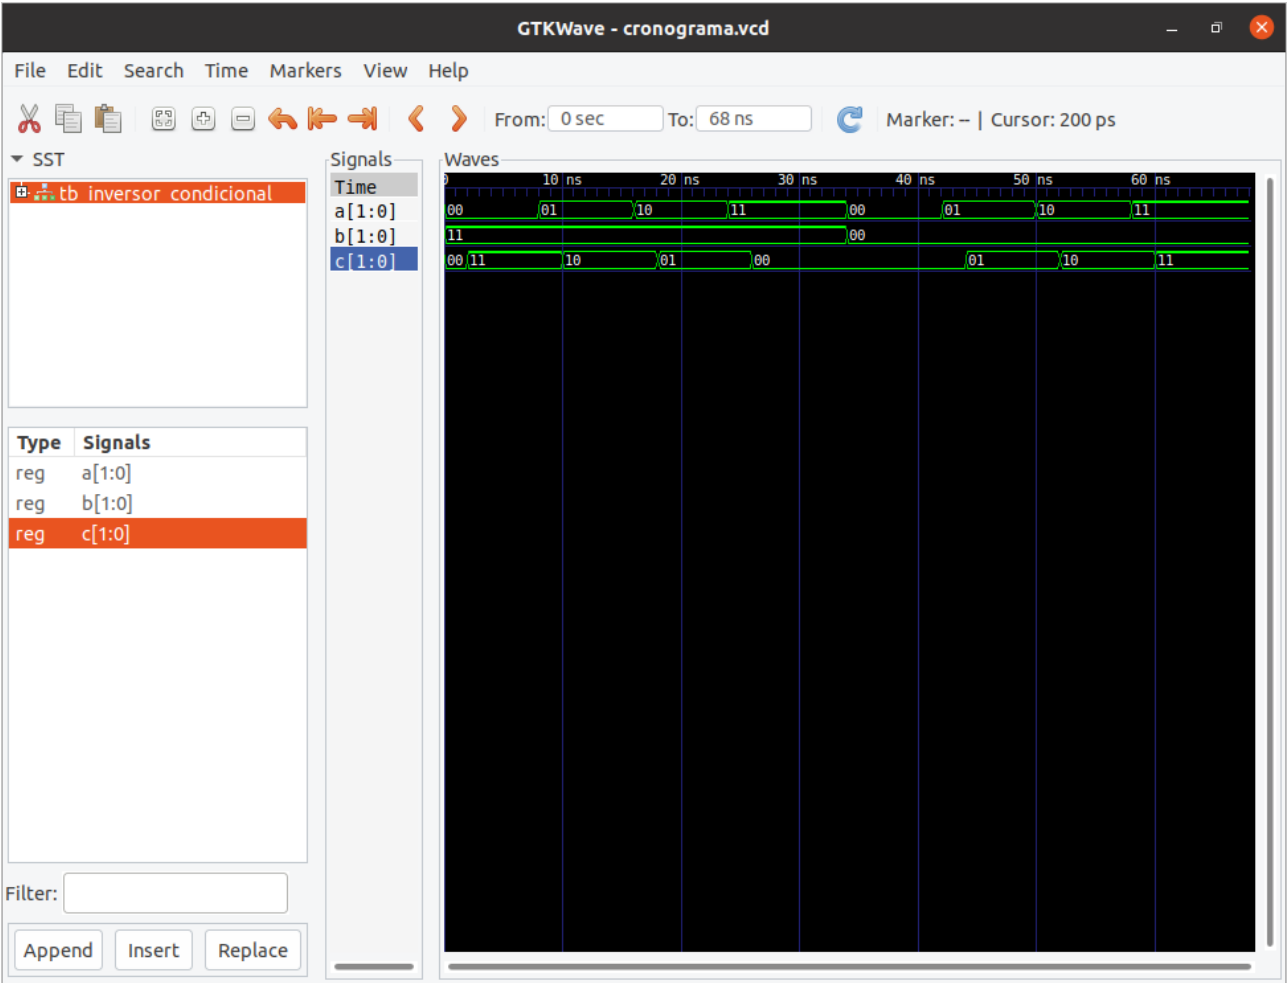 GTKWave - cronograma.vcd
File Edit Search Time Markers View Help
From: 0 sec To: 68 ns Marker: -- | Cursor: 200 ps
SST
tb_inversor_condicional
Type Signals
reg a[1:0]
reg b[1:0]
reg c[1:0]
Filter:
Append Insert Replace
Signals
Time
a[1:0]
b[1:0]
c[1:0]
Waves
0 10 ns 20 ns 30 ns 40 ns 50 ns 60 ns
00 01 10 11 00 01 10 11
11 00
00 11 10 01 00 01 10 11